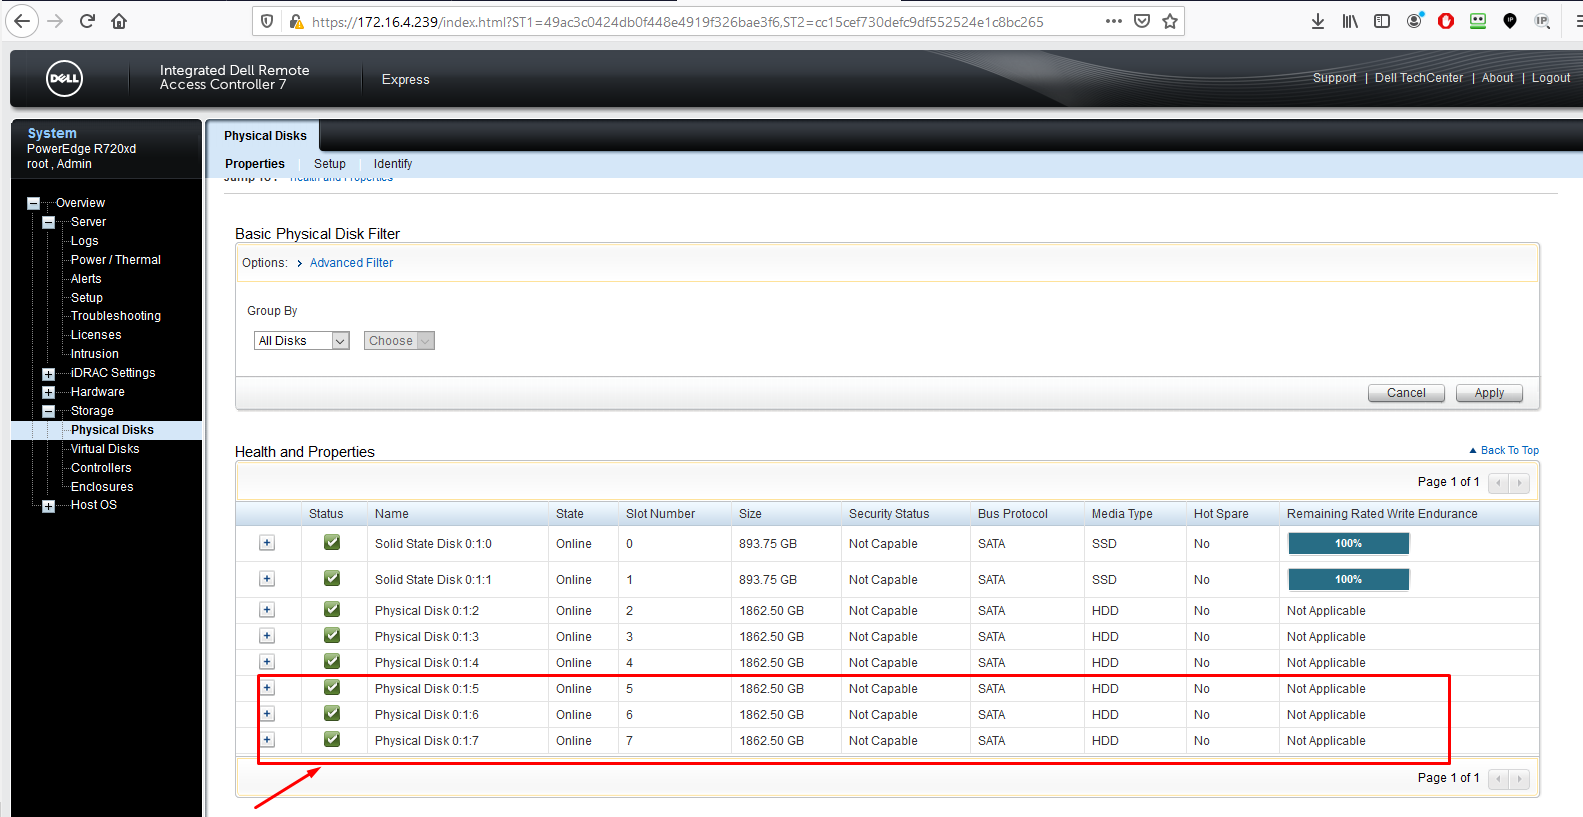 https://172.16.4.239/index.html?ST1=49ac3c0424db0f448e4919f326bae3f6,ST2=cc15cef730defc9df552524e1c8bc265
DELL
Integrated Dell Remote
Access Controller 7
Express
Support | Dell TechCenter | About | Logout
System
PowerEdge R720xd
root , Admin
Overview
Server
Logs
Power / Thermal
Alerts
Setup
Troubleshooting
Licenses
Intrusion
iDRAC Settings
Hardware
Storage
Physical Disks
Virtual Disks
Controllers
Enclosures
Host OS
Physical Disks
Properties Setup Identify
Jump To : Health and Properties
Basic Physical Disk Filter
Options: Advanced Filter
Group By
All Disks Choose
Cancel Apply
Health and Properties Back To Top
Page 1 of 1
Status Name State Slot Number Size Security Status Bus Protocol Media Type Hot Spare Remaining Rated Write Endurance
Solid State Disk 0:1:0 Online 0 893.75 GB Not Capable SATA SSD No 100%
Solid State Disk 0:1:1 Online 1 893.75 GB Not Capable SATA SSD No 100%
Physical Disk 0:1:2 Online 2 1862.50 GB Not Capable SATA HDD No Not Applicable
Physical Disk 0:1:3 Online 3 1862.50 GB Not Capable SATA HDD No Not Applicable
Physical Disk 0:1:4 Online 4 1862.50 GB Not Capable SATA HDD No Not Applicable
Physical Disk 0:1:5 Online 5 1862.50 GB Not Capable SATA HDD No Not Applicable
Physical Disk 0:1:6 Online 6 1862.50 GB Not Capable SATA HDD No Not Applicable
Physical Disk 0:1:7 Online 7 1862.50 GB Not Capable SATA HDD No Not Applicable
Page 1 of 1